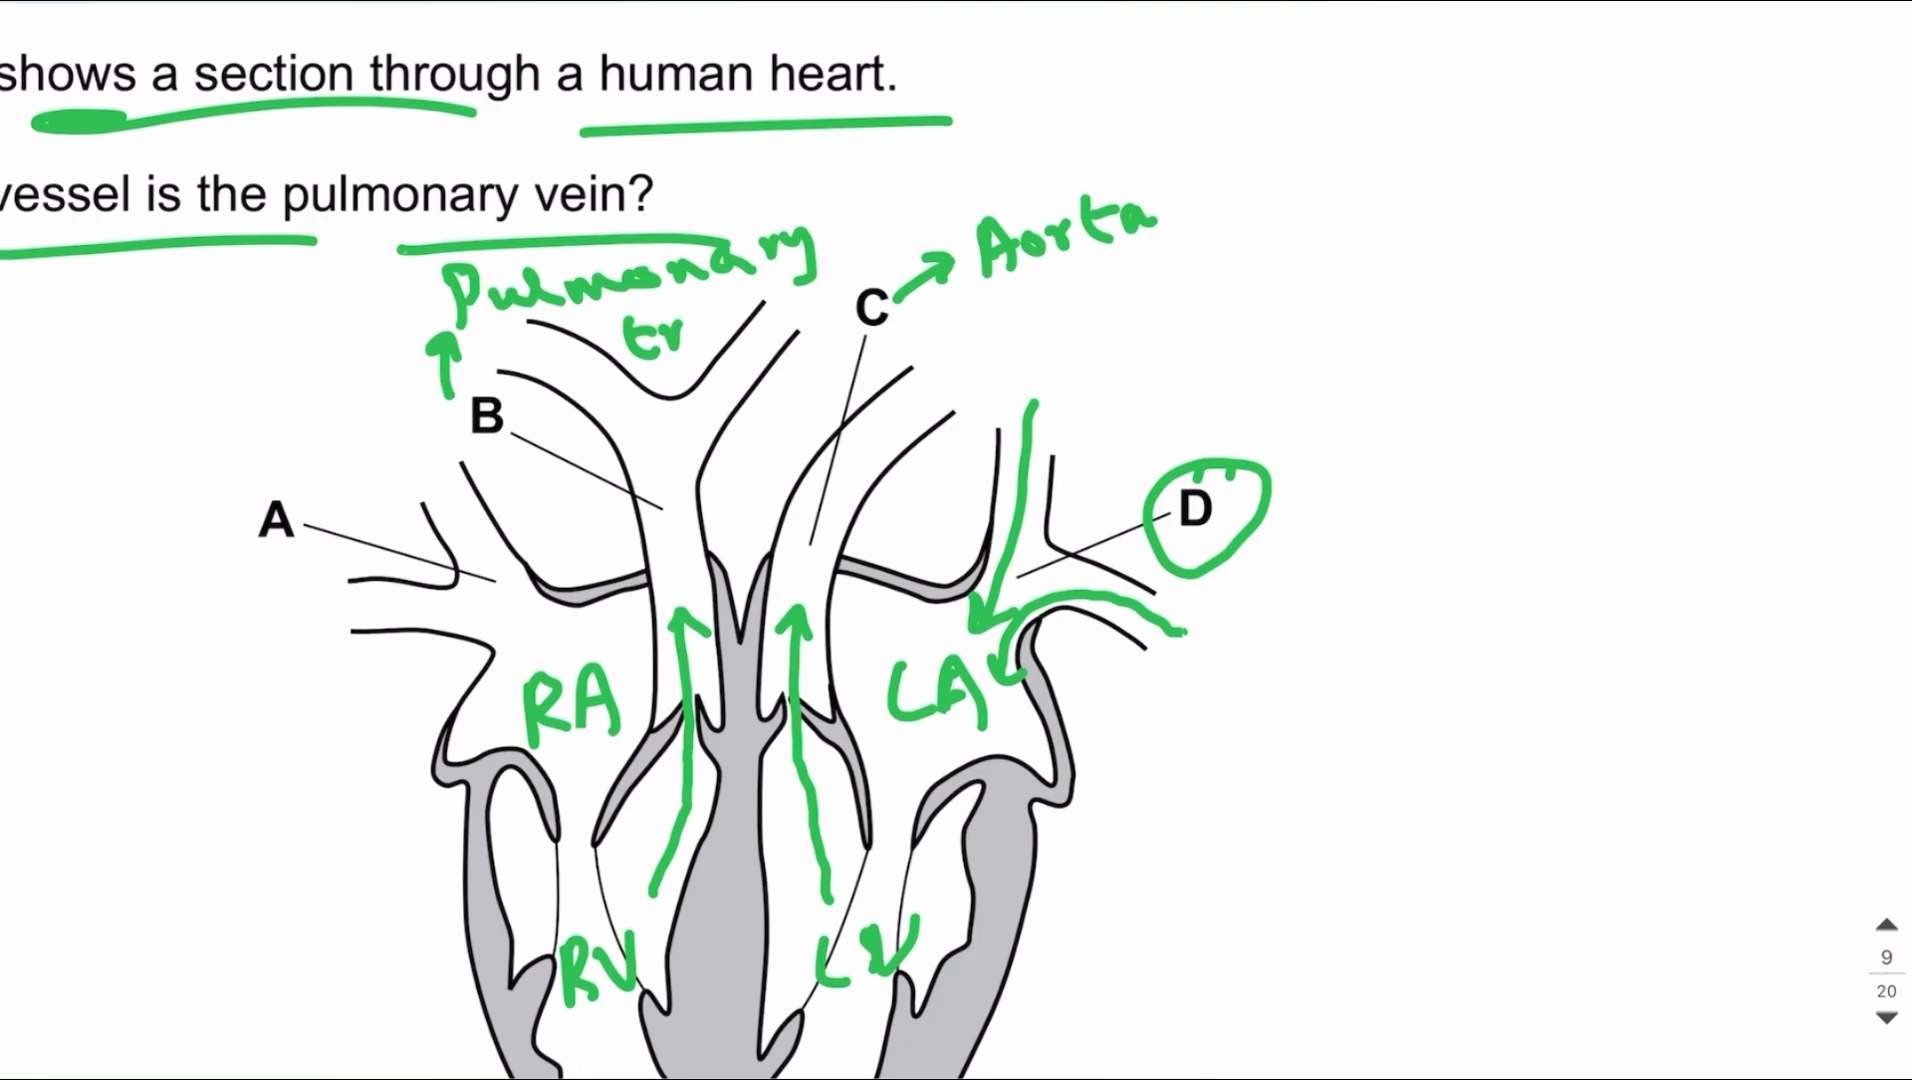 shows a section through a human heart.
vessel is the pulmonary vein?
Pulmonary
tr
C
Aorta
B
A
D
RA
LA
RV
LV
9
20